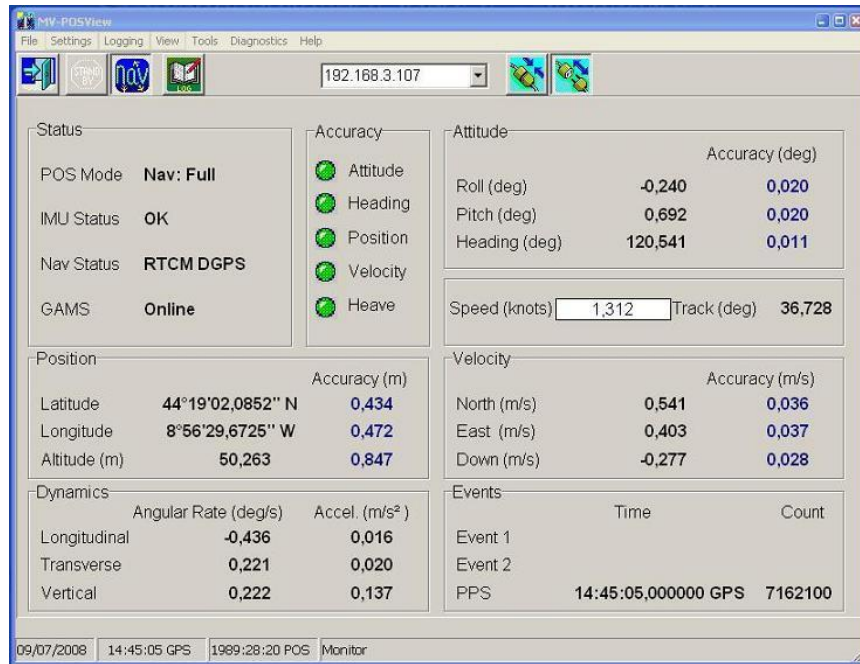 MV-POSView
File Settings Logging View Tools Diagnostics Help
STAND BY nav LOG 192.168.3.107
Status
POS Mode Nav: Full
IMU Status OK
Nav Status RTCM DGPS
GAMS Online
Accuracy
Attitude
Heading
Position
Velocity
Heave
Attitude
Accuracy (deg)
Roll (deg) -0,240 0,020
Pitch (deg) 0,692 0,020
Heading (deg) 120,541 0,011
Speed (knots) 1,312 Track (deg) 36,728
Position
Accuracy (m)
Latitude 44°19'02,0852'' N 0,434
Longitude 8°56'29,6725'' W 0,472
Altitude (m) 50,263 0,847
Velocity
Accuracy (m/s)
North (m/s) 0,541 0,036
East (m/s) 0,403 0,037
Down (m/s) -0,277 0,028
Dynamics
Angular Rate (deg/s) Accel. (m/s²)
Longitudinal -0,436 0,016
Transverse 0,221 0,020
Vertical 0,222 0,137
Events
Time Count
Event 1
Event 2
PPS 14:45:05,000000 GPS 7162100
09/07/2008 14:45:05 GPS 1989:28:20 POS Monitor